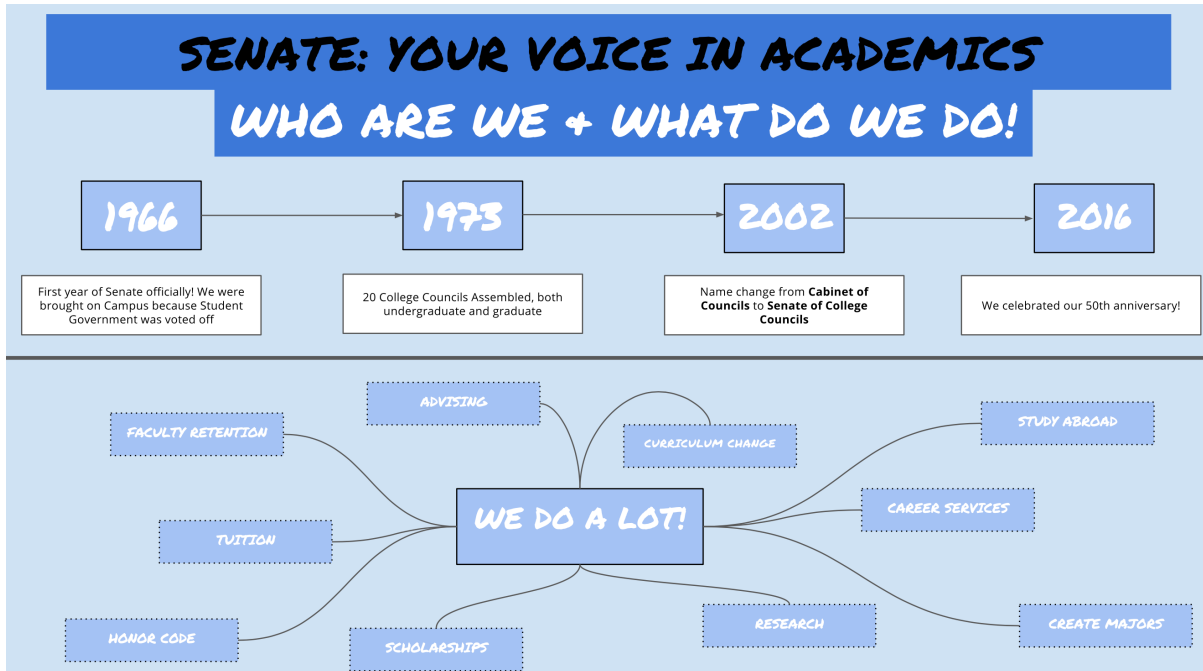 SENATE: YOUR VOICE IN ACADEMICS
WHO ARE WE & WHAT DO WE DO!
1966
1973
2002
2016
First year of Senate officially! We were
brought on Campus because Student
Government was voted off
20 College Councils Assembled, both
undergraduate and graduate
Name change from Cabinet of
Councils to Senate of College
Councils
We celebrated our 50th anniversary!
ADVISING
FACULTY RETENTION
CURRICULUM CHANGE
STUDY ABROAD
WE DO A LOT!
CAREER SERVICES
TUITION
HONOR CODE
SCHOLARSHIPS
RESEARCH
CREATE MAJORS